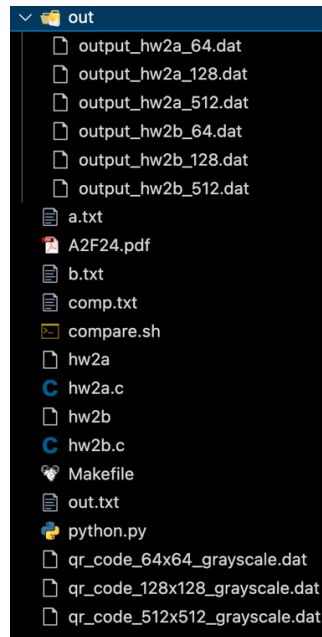 out
output_hw2a_64.dat
output_hw2a_128.dat
output_hw2a_512.dat
output_hw2b_64.dat
output_hw2b_128.dat
output_hw2b_512.dat
a.txt
A2F24.pdf
b.txt
comp.txt
compare.sh
hw2a
C hw2a.c
hw2b
C hw2b.c
Makefile
out.txt
python.py
qr_code_64x64_grayscale.dat
qr_code_128x128_grayscale.dat
qr_code_512x512_grayscale.dat